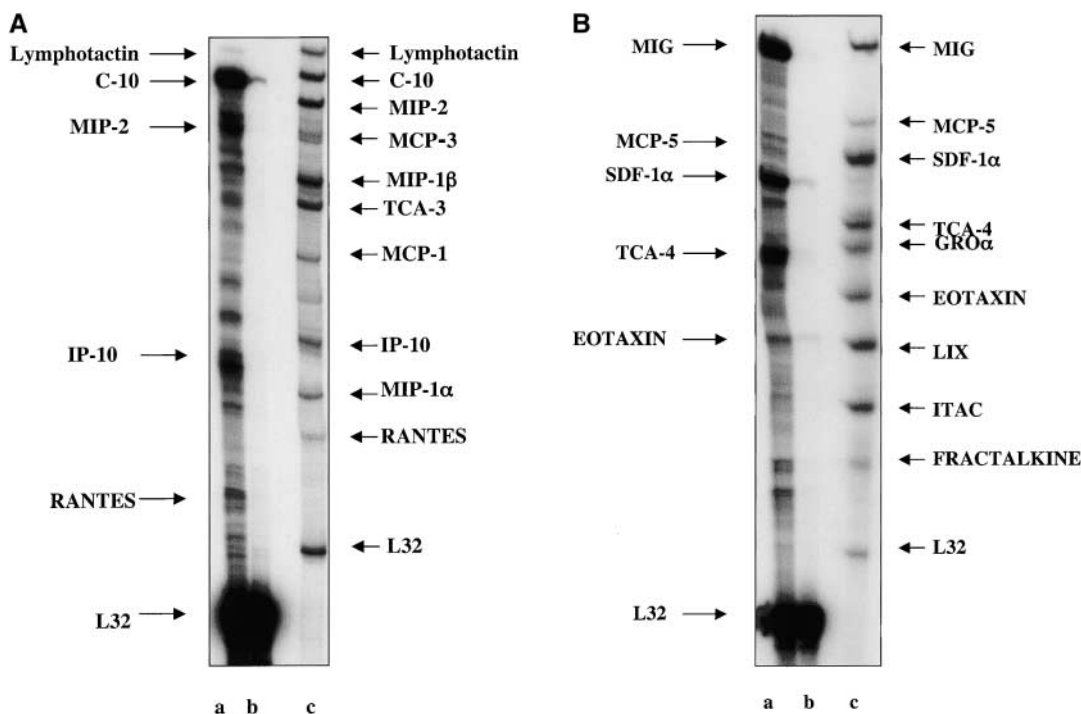 A
Lymphotactin
C-10
MIP-2
IP-10
RANTES
L32
Lymphotactin
C-10
MIP-2
MCP-3
MIP-1β
TCA-3
MCP-1
IP-10
MIP-1α
RANTES
L32
a b c
B
MIG
MCP-5
SDF-1α
TCA-4
EOTAXIN
L32
MIG
MCP-5
SDF-1α
TCA-4
GROα
EOTAXIN
LIX
ITAC
FRACTALKINE
L32
a b c